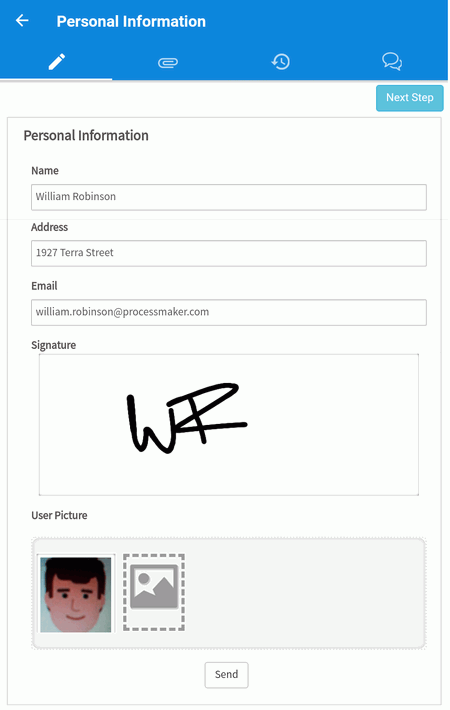 Personal Information
Next Step
Personal Information
Name
William Robinson
Address
1927 Terra Street
Email
william.robinson@processmaker.com
Signature
WR
User Picture
Send